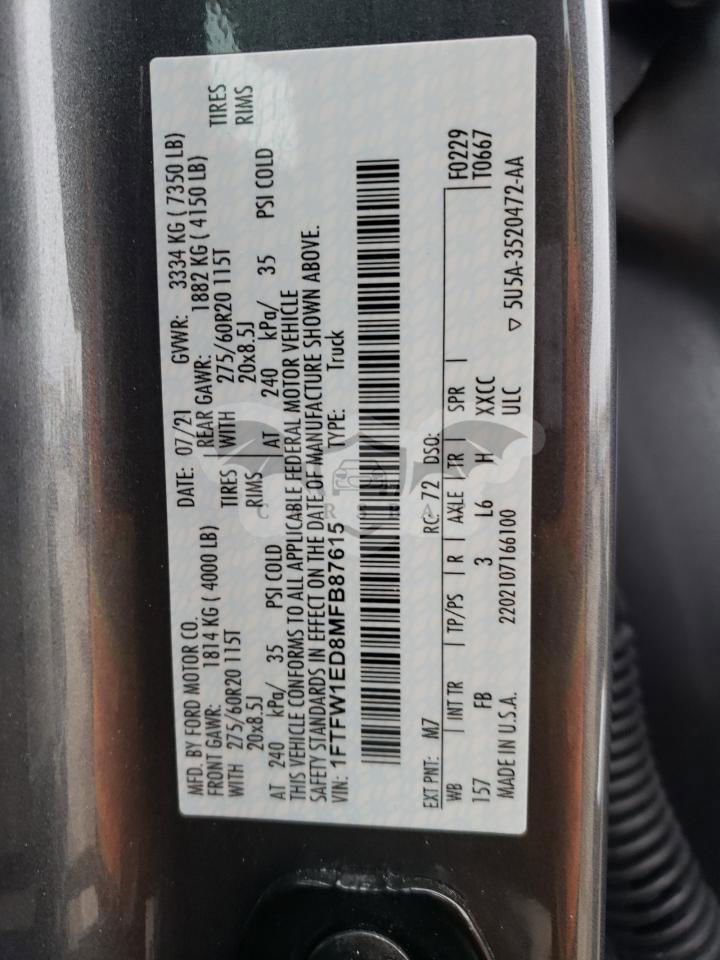 MFD. BY FORD MOTOR CO.
DATE: 07/21 GVWR: 3334 KG ( 7350 LB)
FRONT GAWR: 1814 KG ( 4000 LB) REAR GAWR: 1882 KG ( 4150 LB)
WITH 275/60R20 115T TIRES WITH 275/60R20 115T TIRES
20x8.5J RIMS 20x8.5J RIMS
AT 240 kPa/ 35 PSI COLD AT 240 kPa/ 35 PSI COLD
THIS VEHICLE CONFORMS TO ALL APPLICABLE FEDERAL MOTOR VEHICLE
SAFETY STANDARDS IN EFFECT ON THE DATE OF MANUFACTURE SHOWN ABOVE.
VIN: 1FTFW1ED8MFB87615 TYPE: Truck
EXT PNT: M7 RC: 72 DSO: F0229
WB INT TR TP/PS R AXLE TR SPR T0667
157 FB 3 L6 H XXCC
MADE IN U.S.A. 2202107166100 ULC ▽ 5U5A-3520472-AA